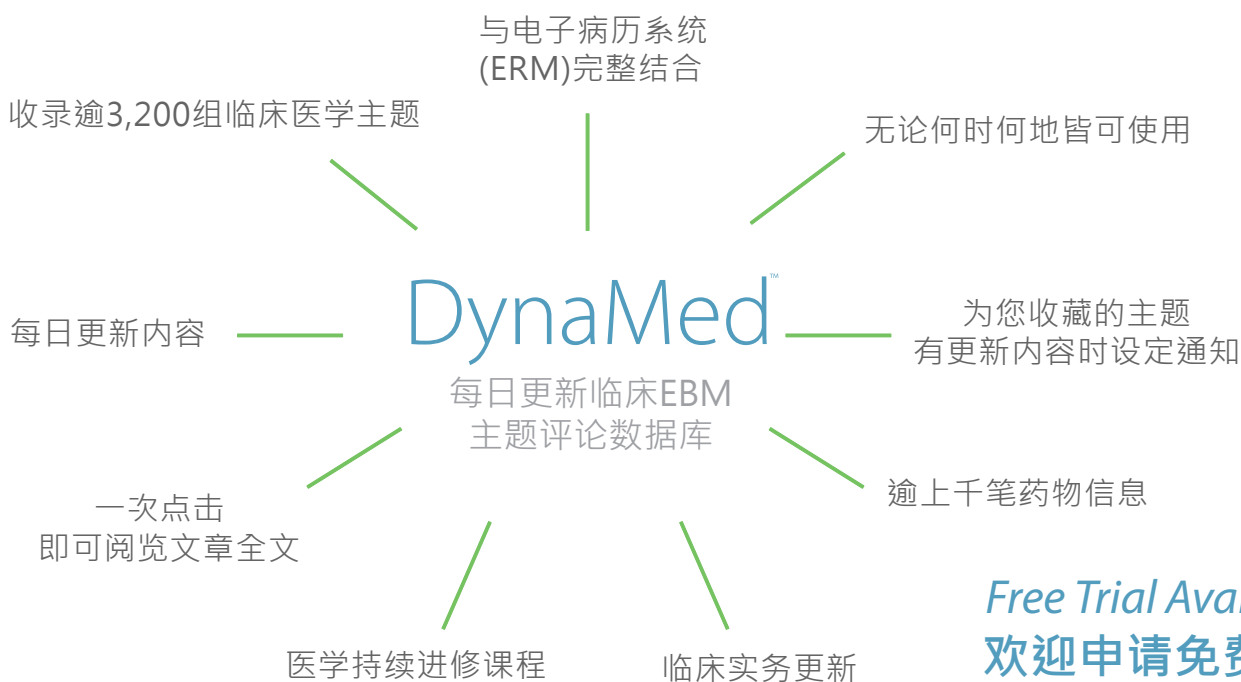 与电子病历系统
(ERM)完整结合
收录逾3,200组临床医学主题
无论何时何地皆可使用
DynaMed™
每日更新临床EBM
主题评论数据库
每日更新内容
为您收藏的主题
有更新内容时设定通知
一次点击
即可阅览文章全文
逾上千笔药物信息
医学持续进修课程
临床实务更新
Free Trial
欢迎申请免